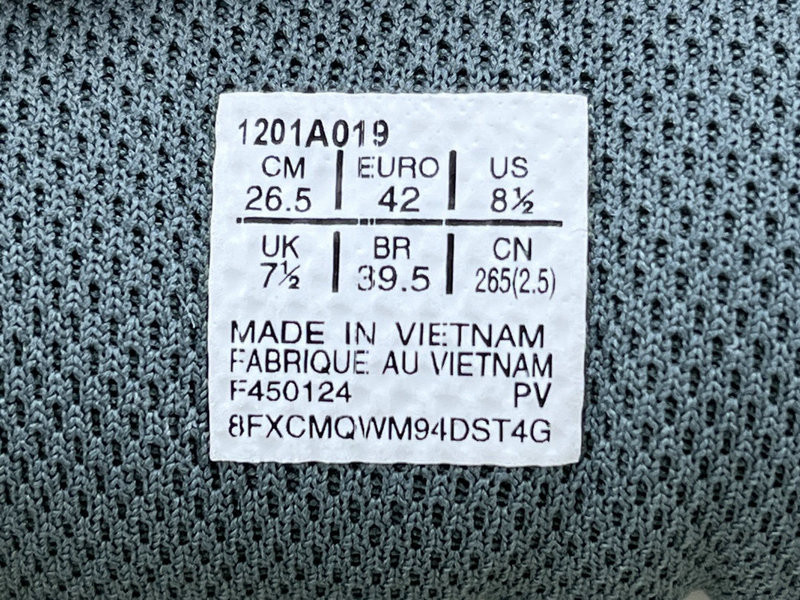 1201A019
CM EURO US
26.5 42 8½
UK BR CN
7½ 39.5 265(2.5)
MADE IN VIETNAM
FABRIQUE AU VIETNAM
F450124 PV
8FXCMQWM94DST4G